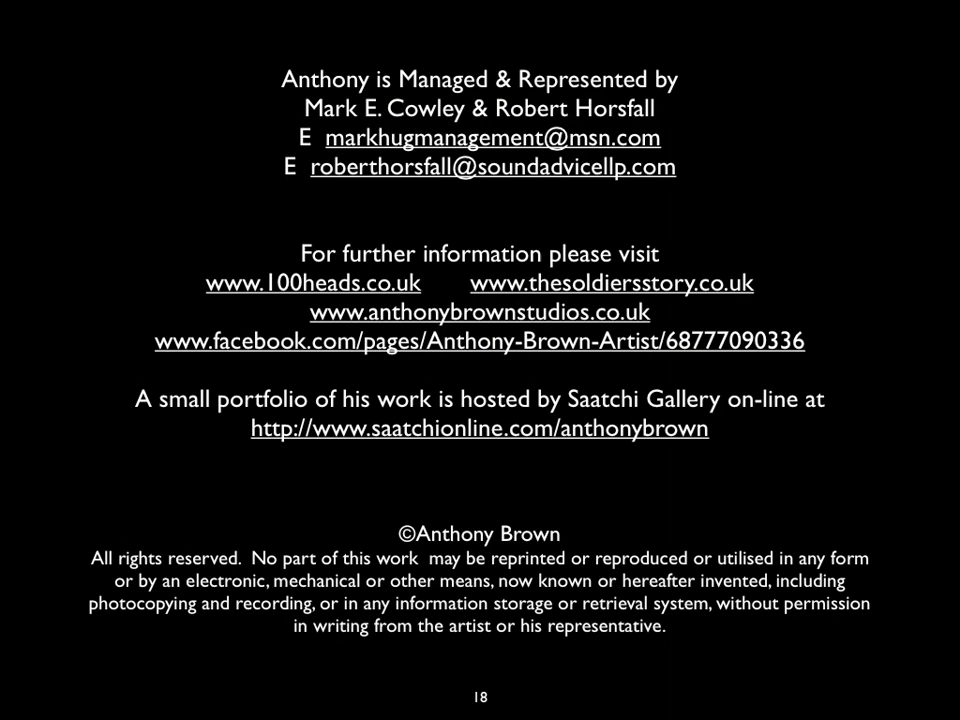 Anthony is Managed & Represented by
Mark E. Cowley & Robert Horsfall
E markhugmanagement@msn.com
E roberthorsfall@soundadvicellp.com
For further information please visit
www.100heads.co.uk www.thesoldiersstory.co.uk
www.anthonybrownstudios.co.uk
www.facebook.com/pages/Anthony-Brown-Artist/68777090336
A small portfolio of his work is hosted by Saatchi Gallery on-line at
http://www.saatchionline.com/anthonybrown
©Anthony Brown
All rights reserved. No part of this work may be reprinted or reproduced or utilised in any form
or by an electronic, mechanical or other means, now known or hereafter invented, including
photocopying and recording, or in any information storage or retrieval system, without permission
in writing from the artist or his representative.
18